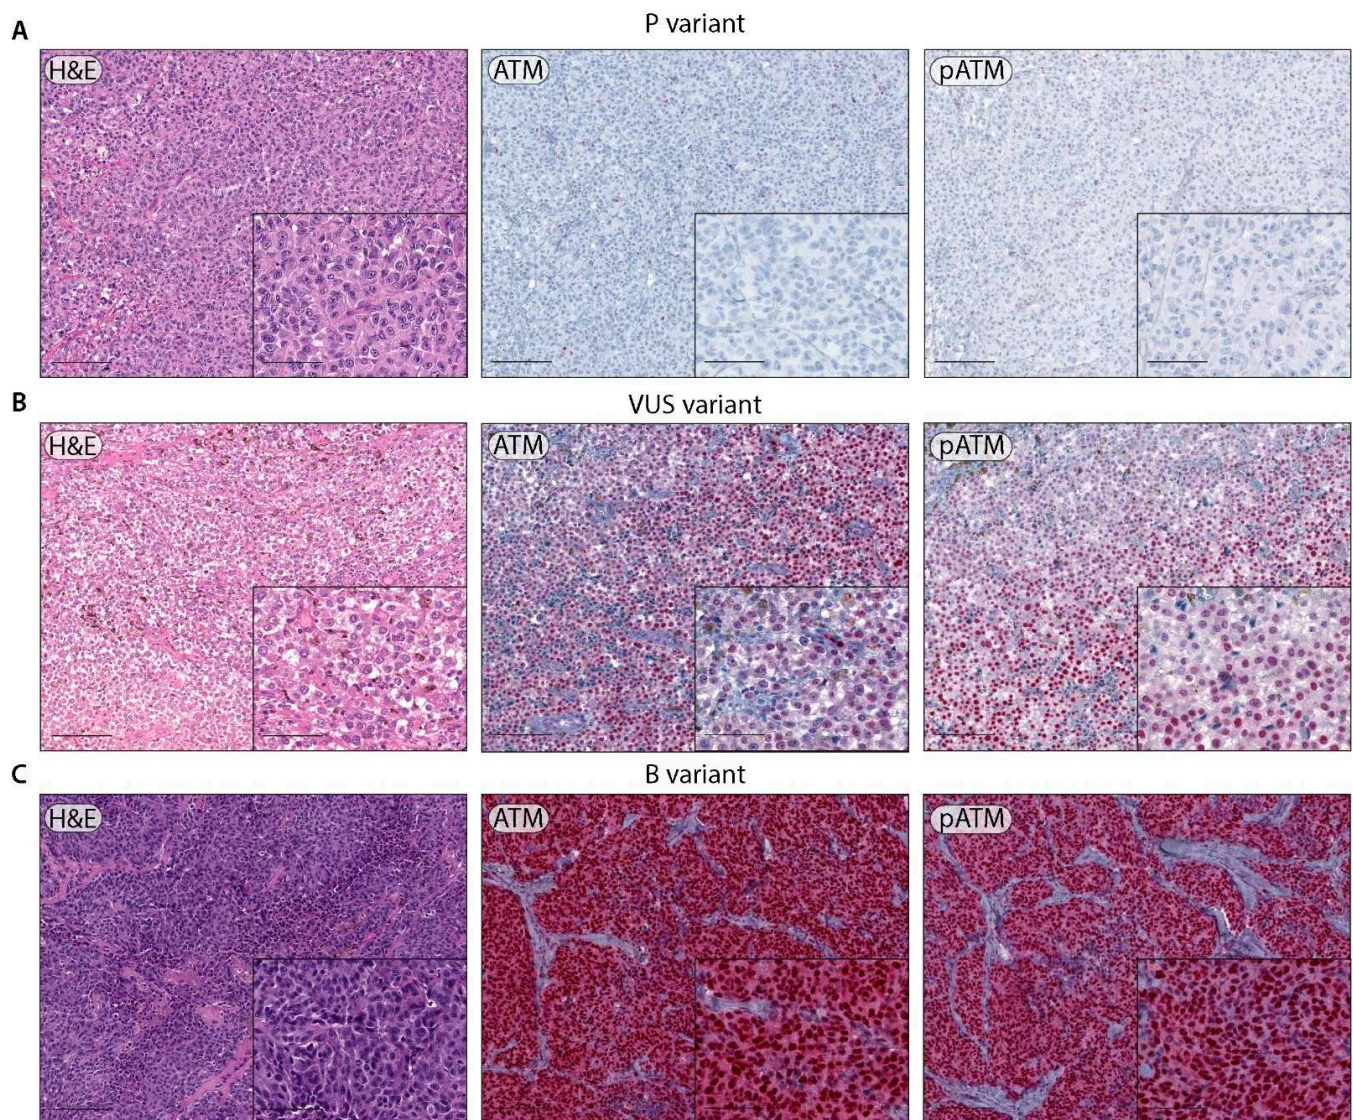 A
P variant
H&E
ATM
pATM
B
VUS variant
H&E
ATM
pATM
C
B variant
H&E
ATM
pATM